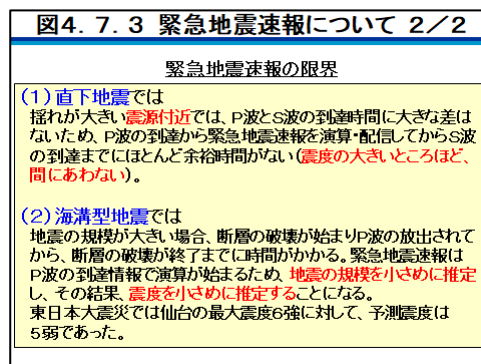 図4.7.3 緊急地震速報について 2/2
緊急地震速報の限界
(1)直下地震では
揺れが大きい震源付近では、P波とS波の到達時間に大きな差は
ないため、P波の到達から緊急地震速報を演算・配信してからS波
の到達までにほとんど余裕時間がない(震度の大きいところほど、
間にあわない)。
(2)海溝型地震では
地震の規模が大きい場合、断層の破壊が始まりP波の放出されて
から、断層の破壊が終了までに時間がかかる。緊急地震速報は
P波の到達情報で演算が始まるため、地震の規模を小さめに推定
し、その結果、震度を小さめに推定することになる。
東日本大震災では仙台の最大震度6強に対して、予測震度は
5弱であった。